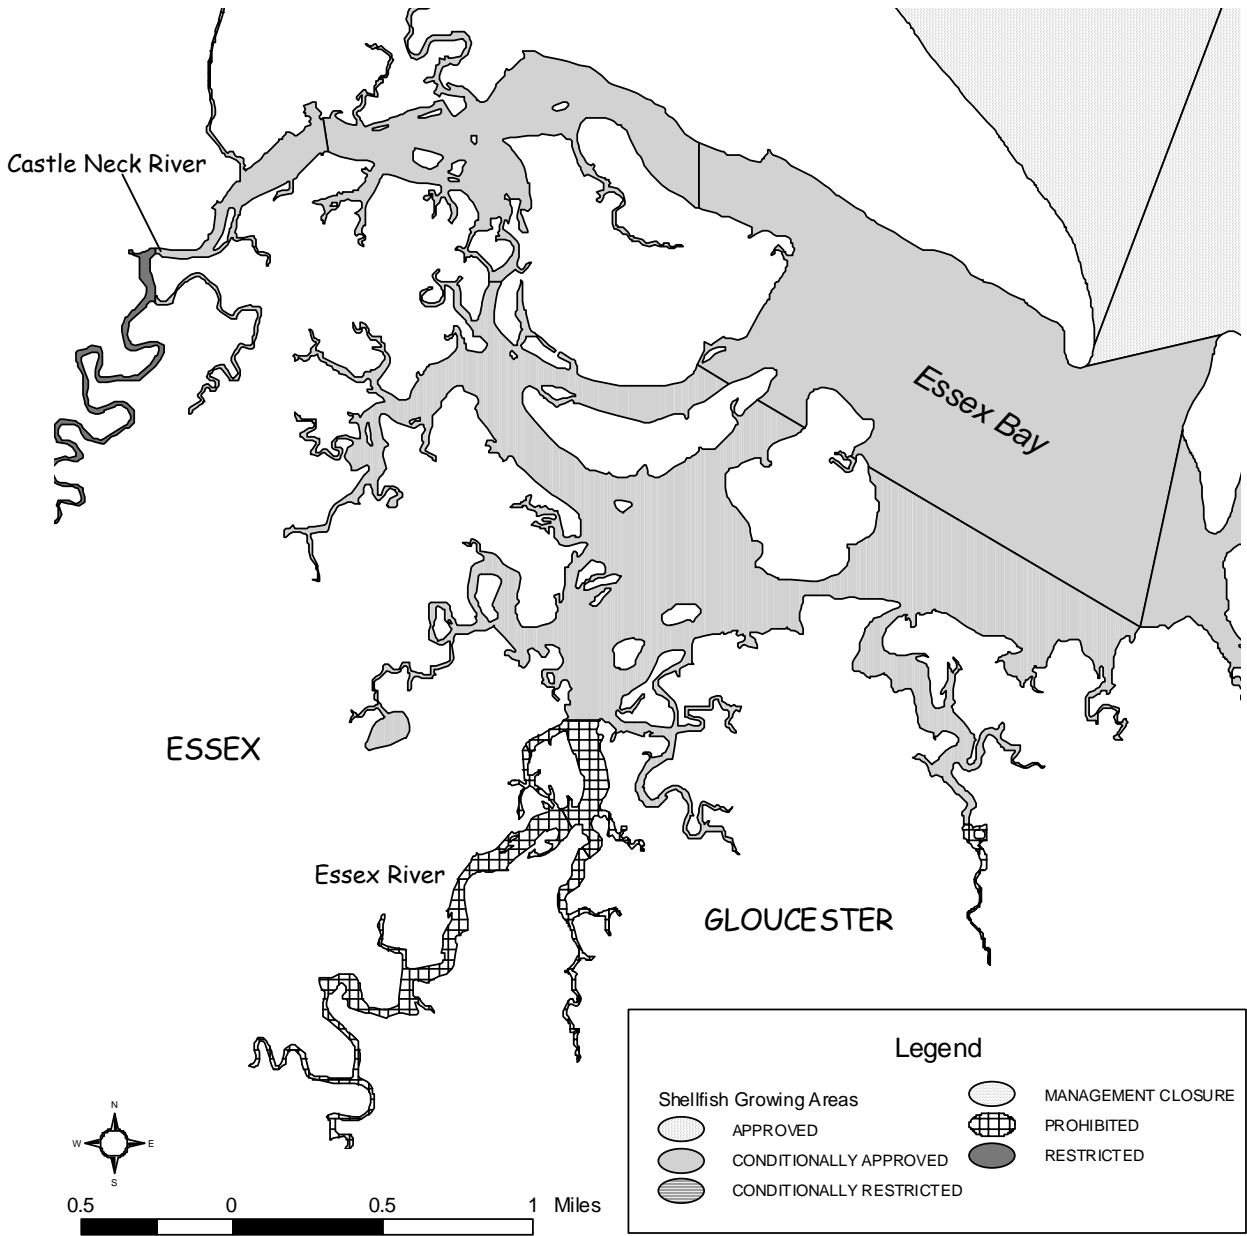 Castle Neck River
Essex Bay
ESSEX
Essex River
GLOUCESTER
Legend
Shellfish Growing Areas
APPROVED
CONDITIONALLY APPROVED
CONDITIONALLY RESTRICTED
MANAGEMENT CLOSURE
PROHIBITED
RESTRICTED
N
W E
S
0.5 0 0.5 1 Miles